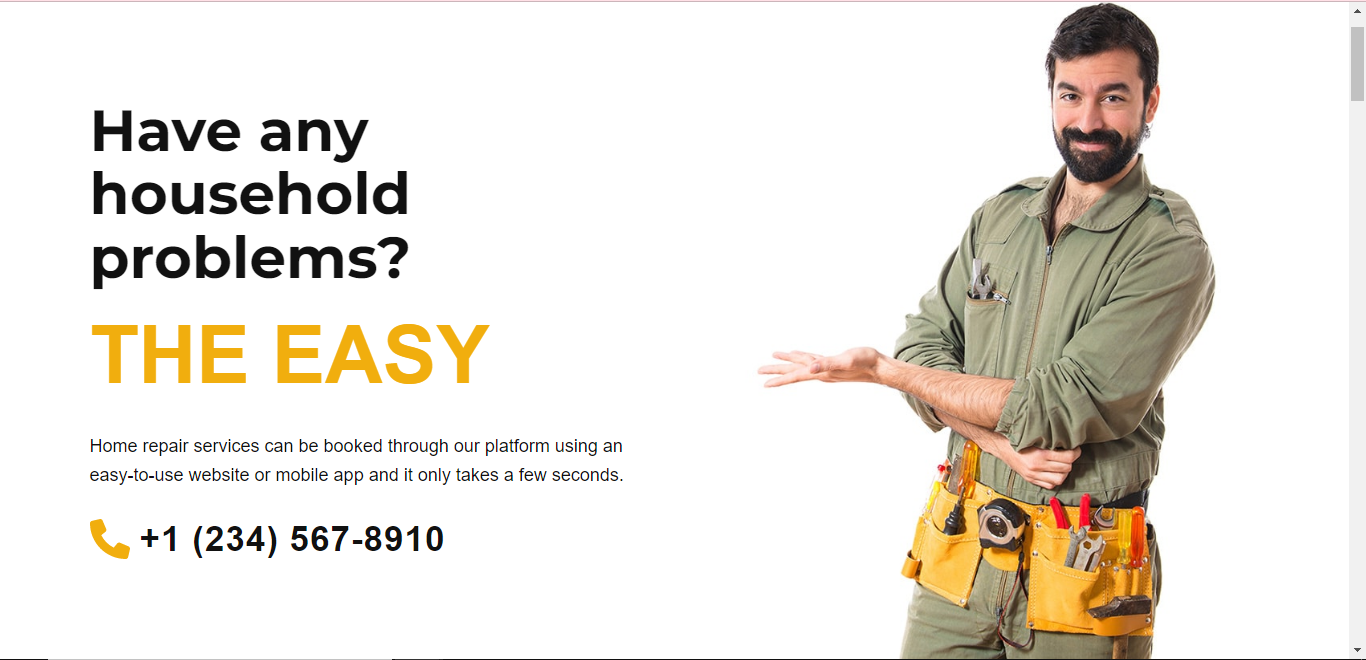 Have any
household
problems?
THE EASY
Home repair services can be booked through our platform using an
easy-to-use website or mobile app and it only takes a few seconds.
+1 (234) 567-8910